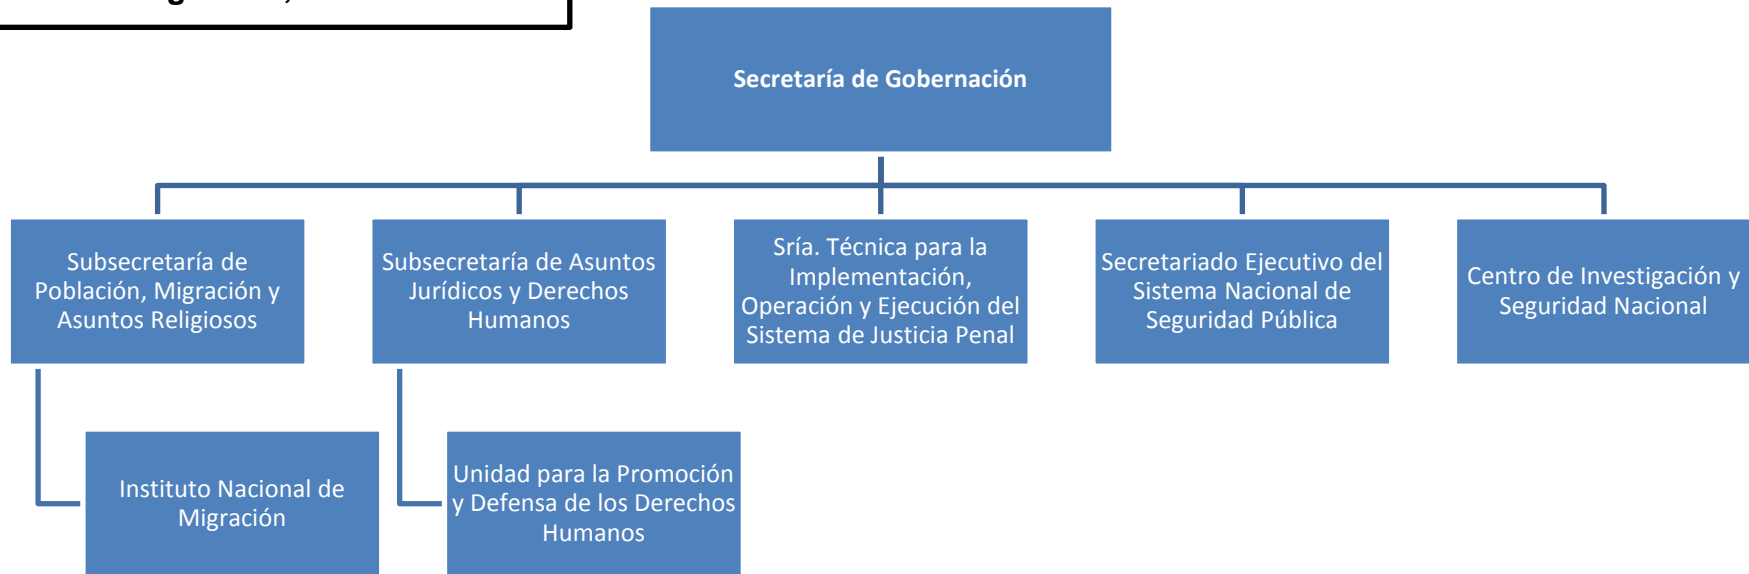 Secretaría de Gobernación
Subsecretaría de
Población, Migración y
Asuntos Religiosos
Subsecretaría de Asuntos
Jurídicos y Derechos
Humanos
Sría. Técnica para la
Implementación,
Operación y Ejecución del
Sistema de Justicia Penal
Secretariado Ejecutivo del
Sistema Nacional de
Seguridad Pública
Centro de Investigación y
Seguridad Nacional
Instituto Nacional de
Migración
Unidad para la Promoción
y Defensa de los Derechos
Humanos